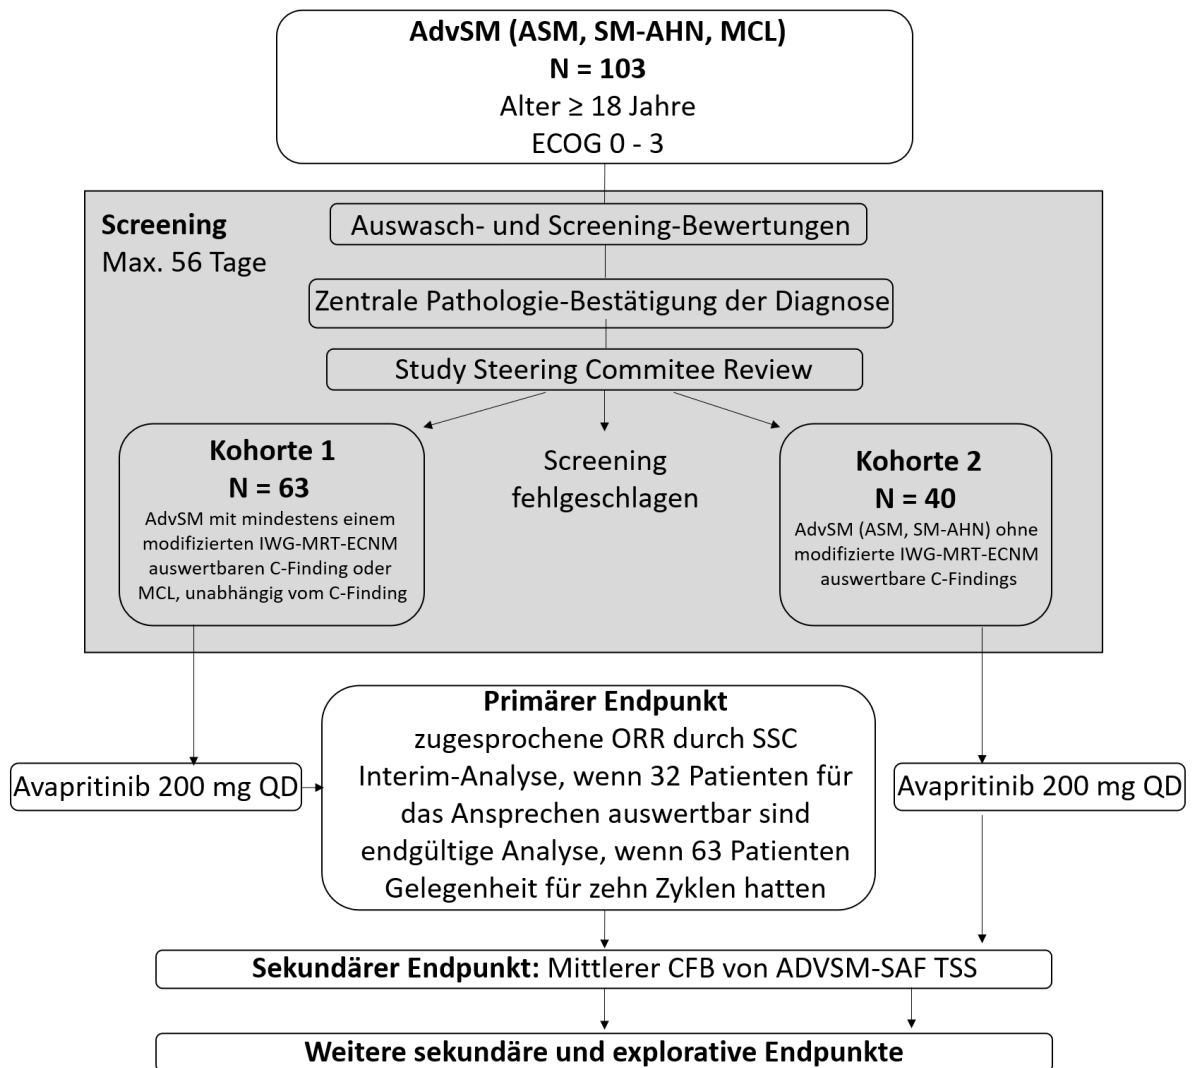 AdvSM (ASM, SM-AHN, MCL)
N = 103
Alter ≥ 18 Jahre
ECOG 0 - 3
Screening
Max. 56 Tage
Auswasch- und Screening-Bewertungen
Zentrale Pathologie-Bestätigung der Diagnose
Study Steering Commitee Review
Kohorte 1
N = 63
AdvSM mit mindestens einem
modifizierten IWG-MRT-ECNM
auswertbaren C-Finding oder
MCL, unabhängig vom C-Finding
Screening
fehlgeschlagen
Kohorte 2
N = 40
AdvSM (ASM, SM-AHN) ohne
modifizierte IWG-MRT-ECNM
auswertbare C-Findings
Avapritinib 200 mg QD
Primärer Endpunkt
zugesprochene ORR durch SSC
Interim-Analyse, wenn 32 Patienten für
das Ansprechen auswertbar sind
endgültige Analyse, wenn 63 Patienten
Gelegenheit für zehn Zyklen hatten
Avapritinib 200 mg QD
Sekundärer Endpunkt: Mittlerer CFB von ADVSM-SAF TSS
Weitere sekundäre und explorative Endpunkte